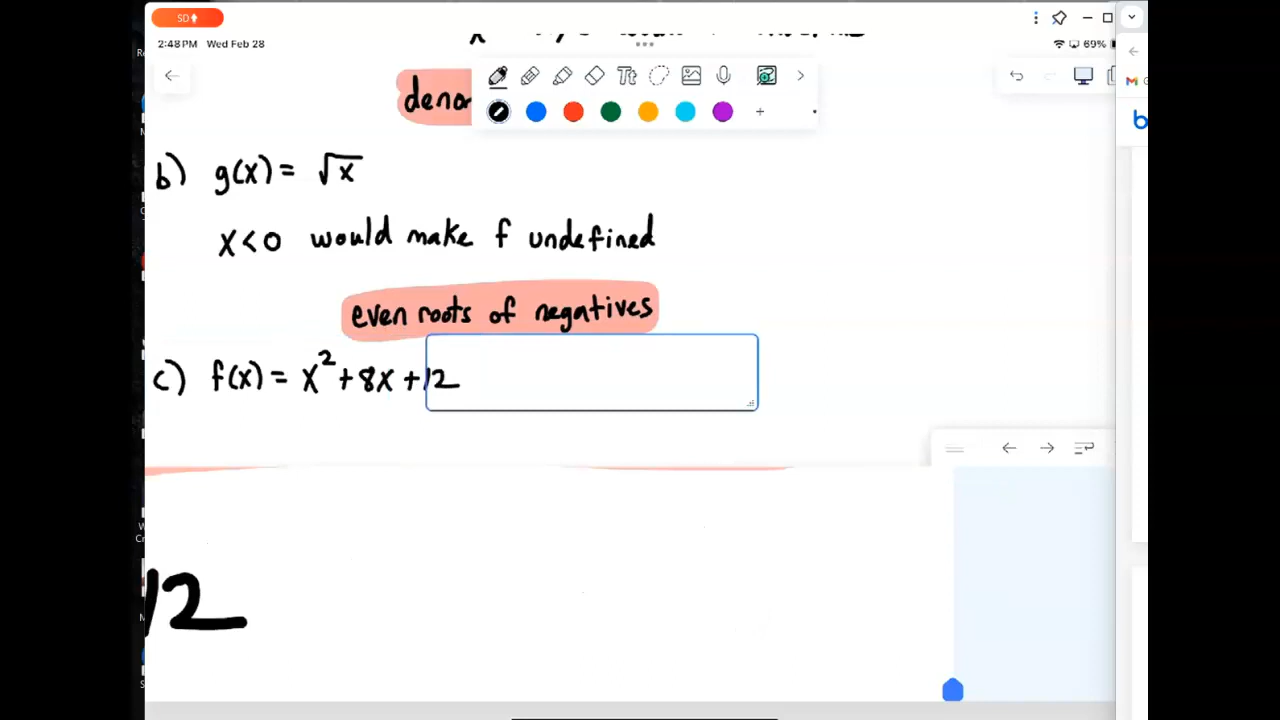 SD
2:48 PM Wed Feb 28
69%
deno
b) g(x) = √x
x<0 would make f undefined
even roots of negatives
c) f(x) = x² + 8x + 12
12